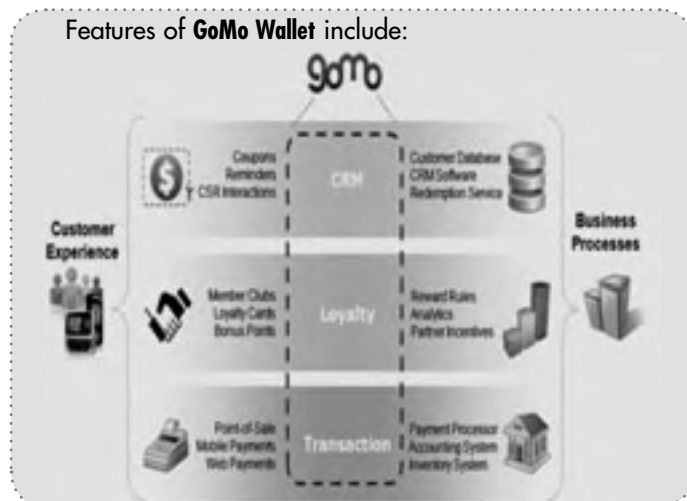 Features of GoMo Wallet include:
gomo
Coupons
Reminders
CSR Interactions
CRM
Customer Database
CRM Software
Redemption Service
Customer
Experience
Business
Processes
Member Clubs
Loyalty Cards
Bonus Points
Loyalty
Reward Rules
Analytics
Partner Incentives
Point-of-Sale
Mobile Payments
Web Payments
Transaction
Payment Processor
Accounting System
Inventory System